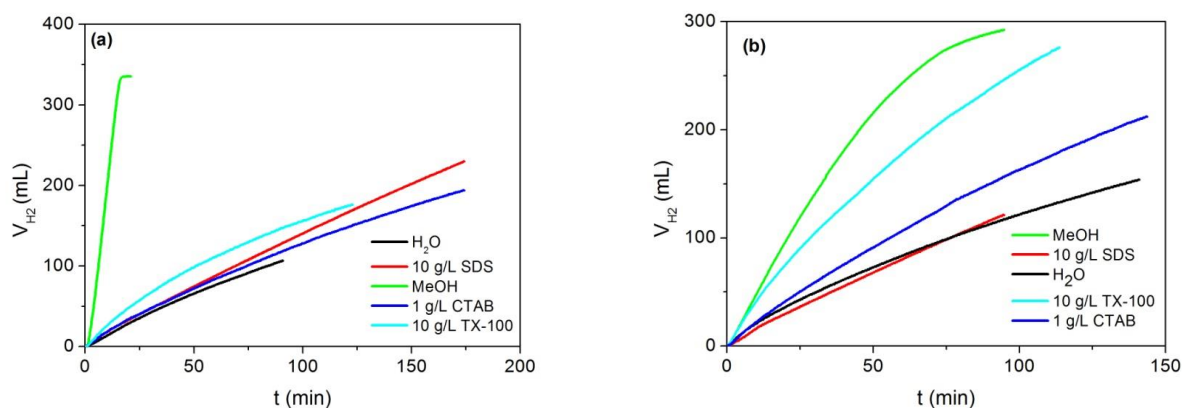 (a)
400
300
200
100
0
V_H2 (mL)
H₂O
10 g/L SDS
MeOH
1 g/L CTAB
10 g/L TX-100
0 50 100 150 200
t (min)
(b)
300
200
100
0
V_H2 (mL)
MeOH
10 g/L SDS
H₂O
10 g/L TX-100
1 g/L CTAB
0 50 100 150
t (min)